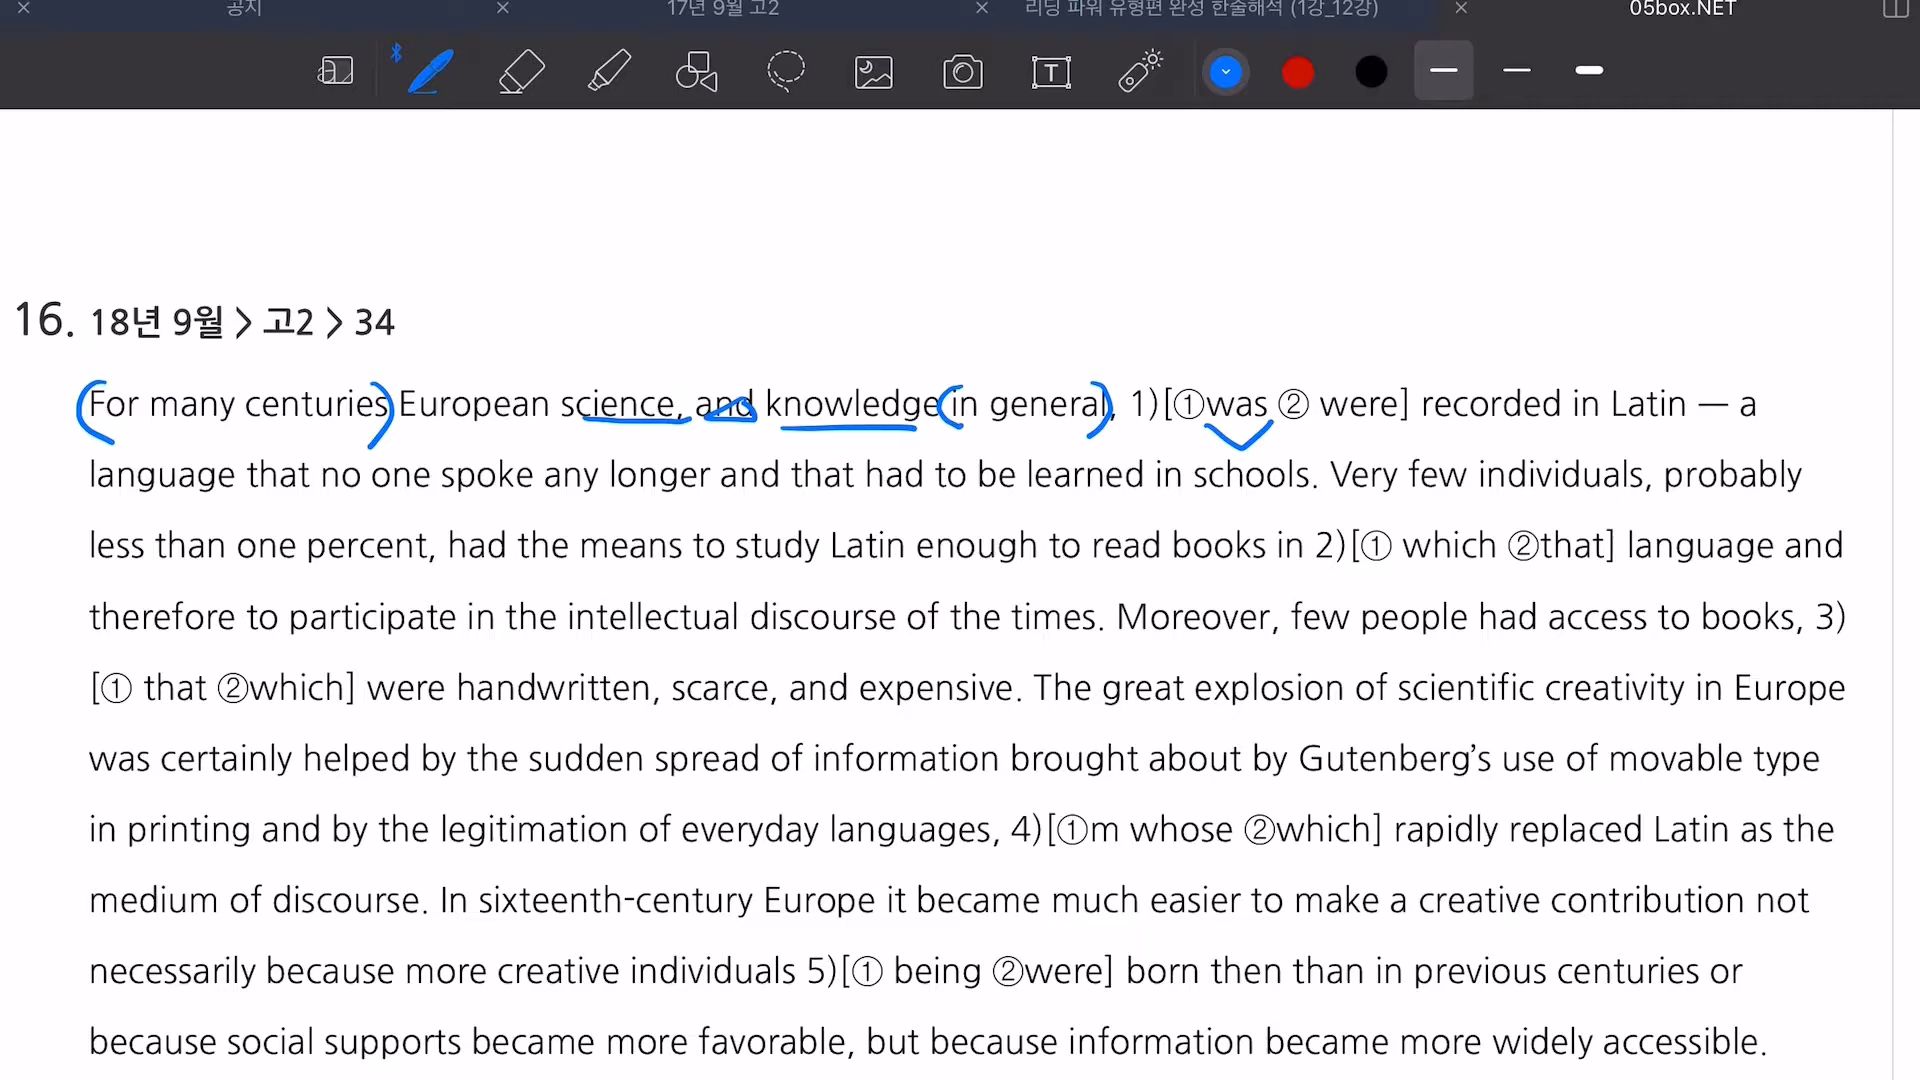 공지
17년 9월 고2
리딩 파워 유형편 완성 한줄해석 (1강_12강)
05box.NET
16. 18년 9월 > 고2 > 34
For many centuries European science, and knowledge in general, 1)[①was ② were] recorded in Latin — a
language that no one spoke any longer and that had to be learned in schools. Very few individuals, probably
less than one percent, had the means to study Latin enough to read books in 2)[① which ②that] language and
therefore to participate in the intellectual discourse of the times. Moreover, few people had access to books, 3)
[① that ②which] were handwritten, scarce, and expensive. The great explosion of scientific creativity in Europe
was certainly helped by the sudden spread of information brought about by Gutenberg’s use of movable type
in printing and by the legitimation of everyday languages, 4)[①m whose ②which] rapidly replaced Latin as the
medium of discourse. In sixteenth-century Europe it became much easier to make a creative contribution not
necessarily because more creative individuals 5)[① being ②were] born then than in previous centuries or
because social supports became more favorable, but because information became more widely accessible.